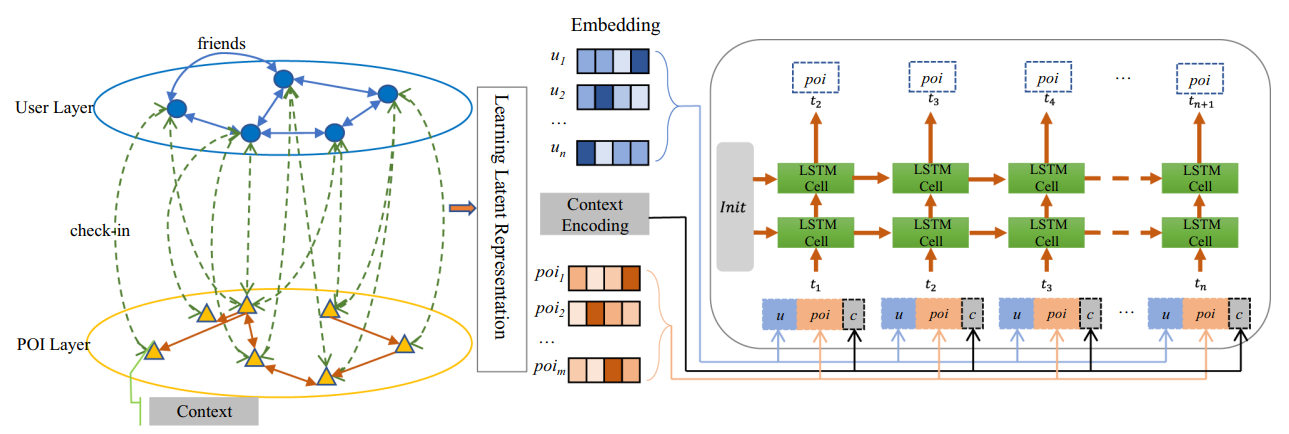 friends
User Layer
check-in
POI Layer
Context
Learning Latent Representation
Embedding
u1
u2
...
un
Context
Encoding
poi1
poi2
...
poim
Init
poi poi poi ... poi
t2 t3 t4 tn+1
LSTM Cell LSTM Cell LSTM Cell LSTM Cell
LSTM Cell LSTM Cell LSTM Cell LSTM Cell
t1 t2 t3 tn
u poi c u poi c u poi c ... u poi c